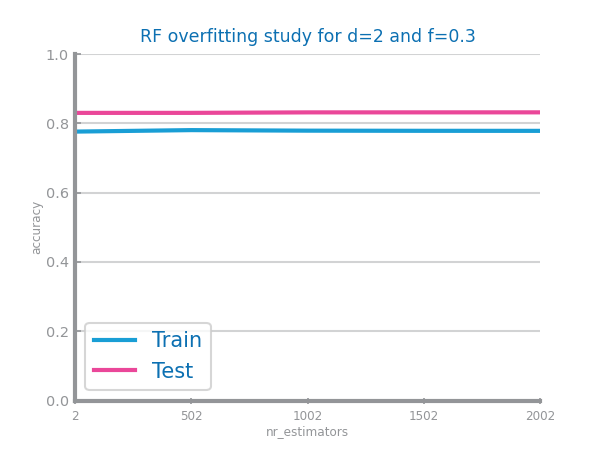 RF overfitting study for d=2 and f=0.3
1.0
0.8
0.6
0.4
0.2
0.0
accuracy
Train
Test
2 502 1002 1502 2002
nr_estimators